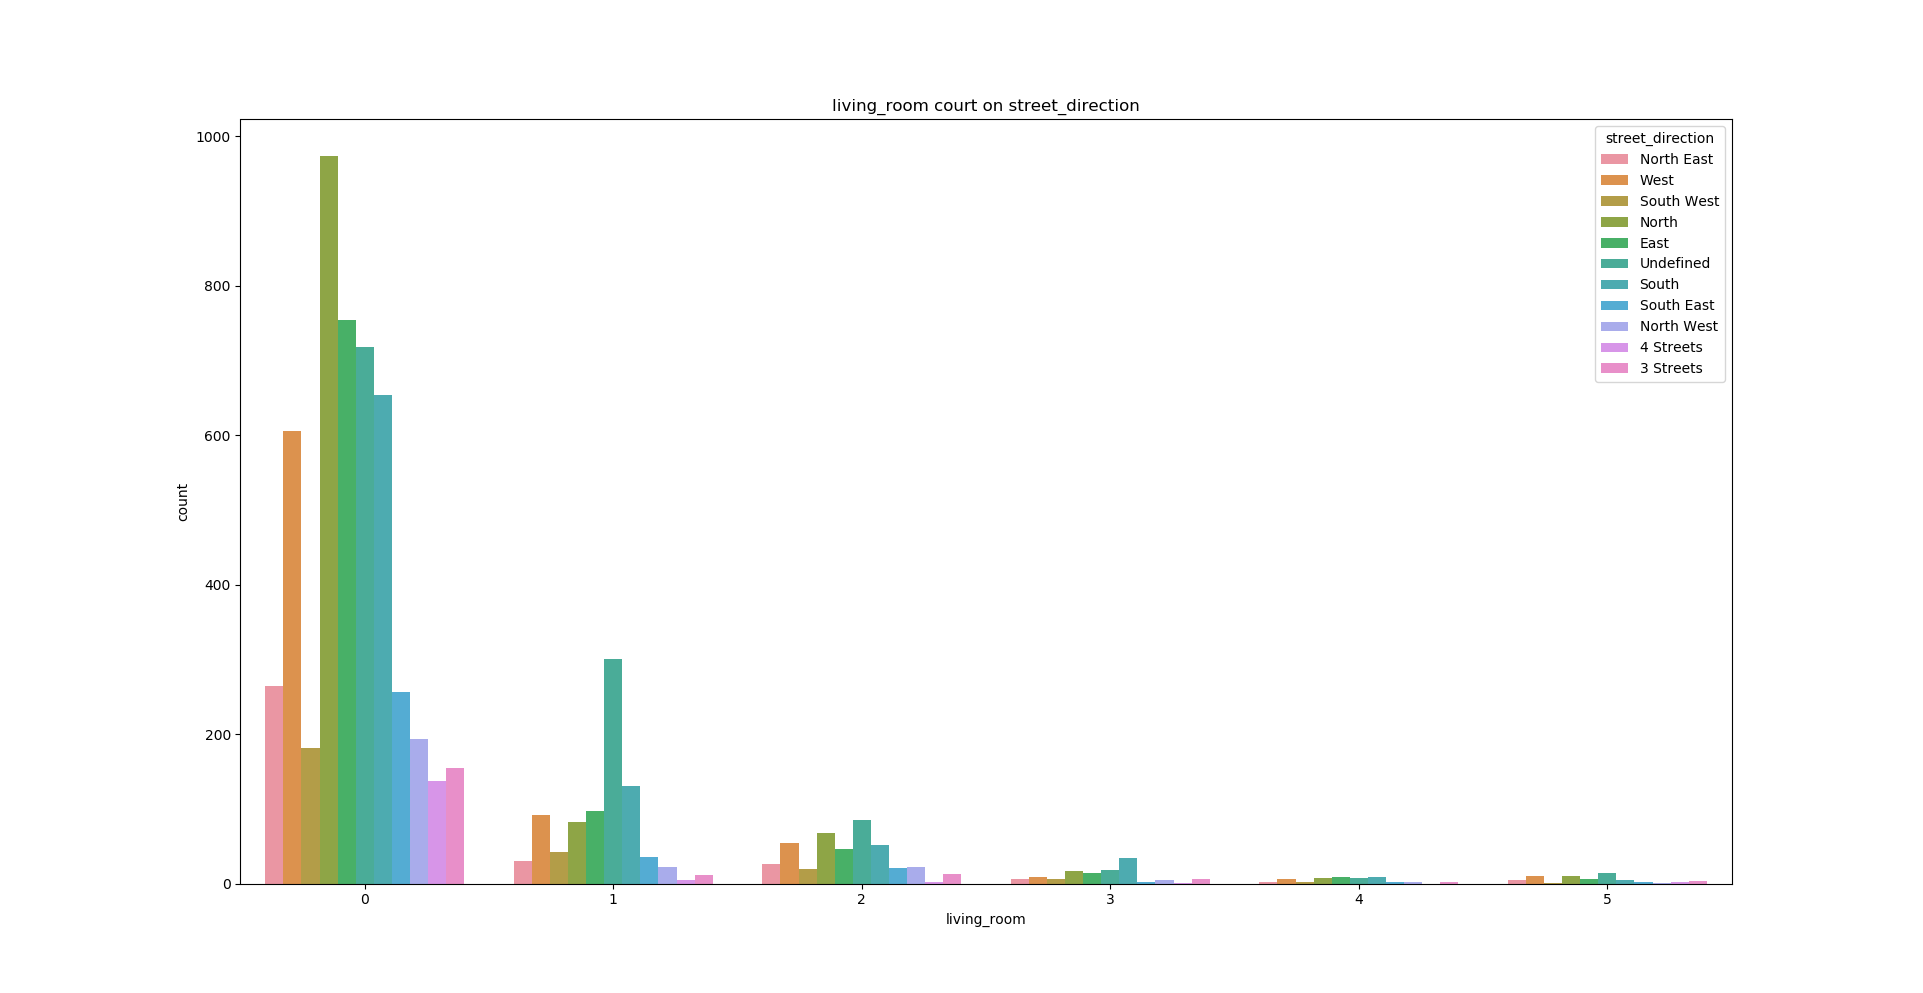 living_room court on street_direction
1000
800
600
400
200
0
count
0 1 2 3 4 5
living_room
street_direction
North East
West
South West
North
East
Undefined
South
South East
North West
4 Streets
3 Streets